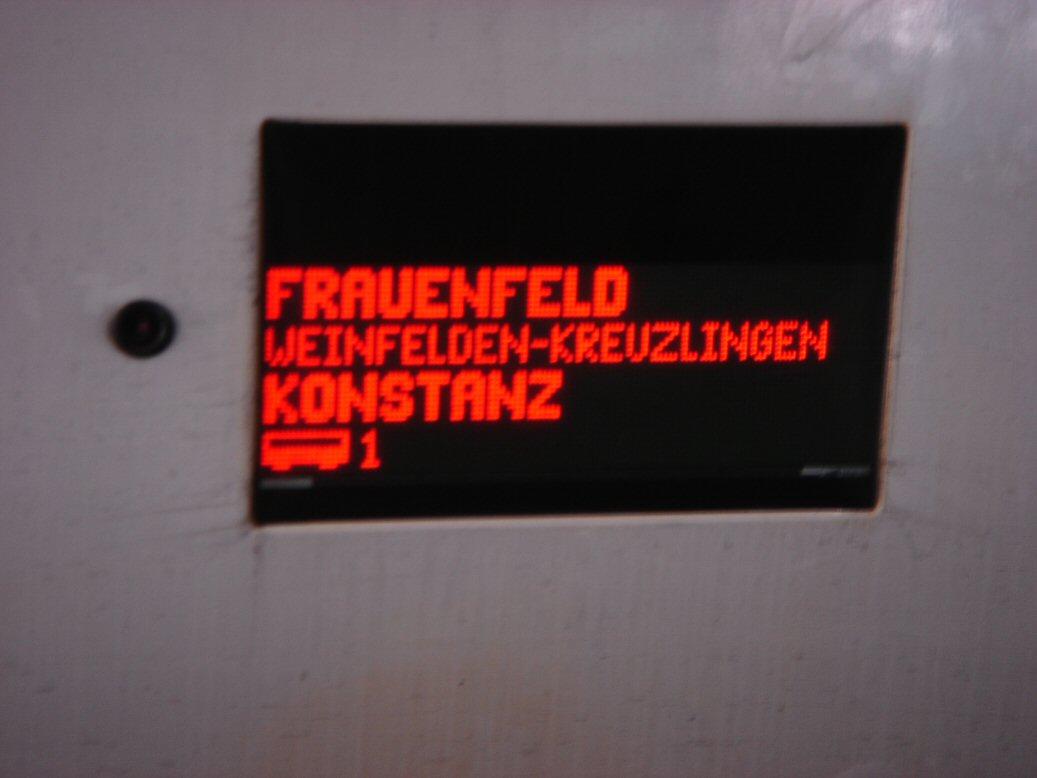 FRAUENFELD
WEINFELDEN-KREUZLINGEN
KONSTANZ
1